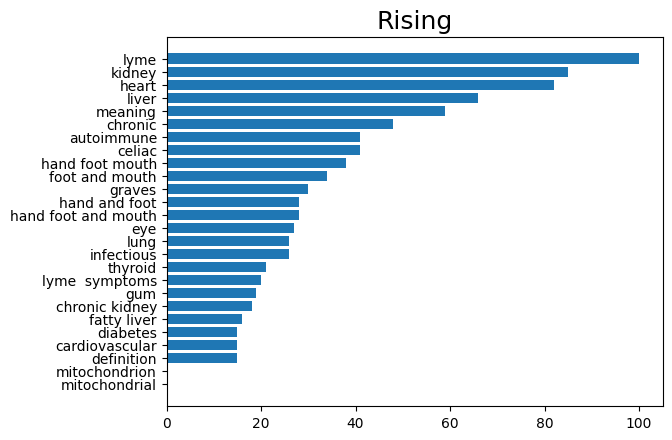 Rising
lyme
kidney
heart
liver
meaning
chronic
autoimmune
celiac
hand foot mouth
foot and mouth
graves
hand and foot
hand foot and mouth
eye
lung
infectious
thyroid
lyme  symptoms
gum
chronic kidney
fatty liver
diabetes
cardiovascular
definition
mitochondrion
mitochondrial
0 20 40 60 80 100